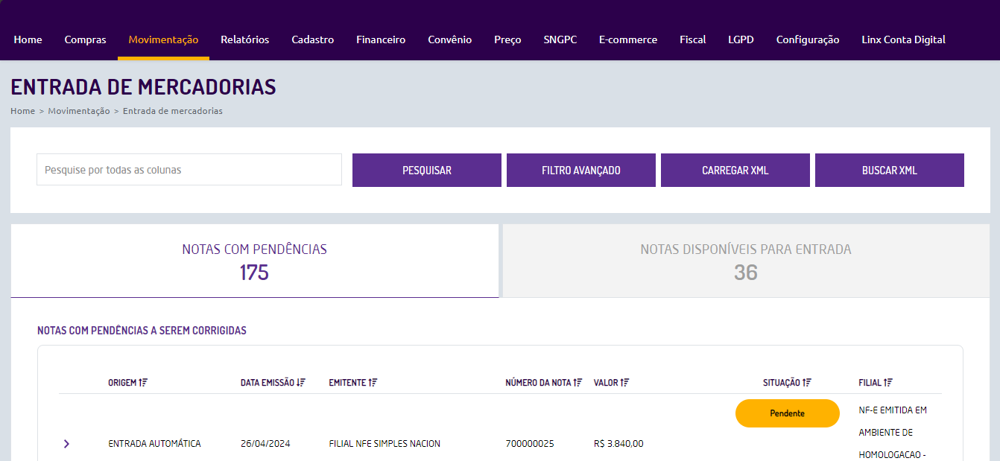 Home Compras Movimentação Relatórios Cadastro Financeiro Convênio Preço SNGPC E-commerce Fiscal LGPD Configuração Linx Conta Digital
ENTRADA DE MERCADORIAS
Home > Movimentação > Entrada de mercadorias
Pesquise por todas as colunas PESQUISAR FILTRO AVANÇADO CARREGAR XML BUSCAR XML
NOTAS COM PENDÊNCIAS
175
NOTAS DISPONÍVEIS PARA ENTRADA
36
NOTAS COM PENDÊNCIAS A SEREM CORRIGIDAS
ORIGEM DATA EMISSÃO EMITENTE NÚMERO DA NOTA VALOR SITUAÇÃO FILIAL
ENTRADA AUTOMÁTICA 26/04/2024 FILIAL NFE SIMPLES NACION 700000025 R$ 3.840,00 Pendente
NF-E EMITIDA EM
AMBIENTE DE
HOMOLOGACAO -